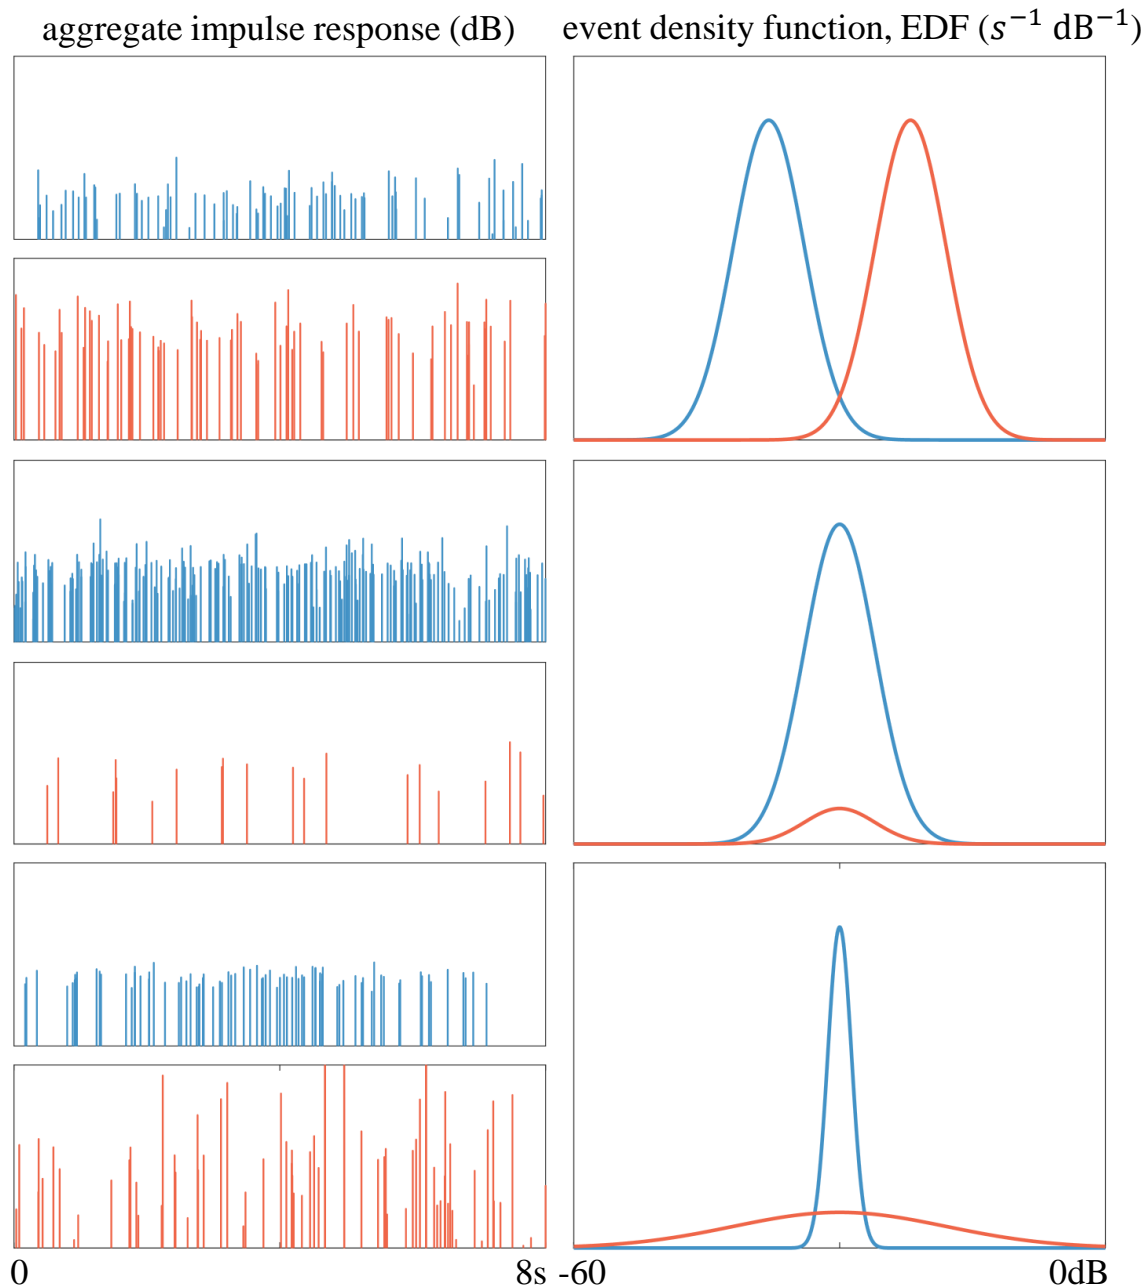 aggregate impulse response (dB)
event density function, EDF (s⁻¹ dB⁻¹)
0
8s
-60
0dB